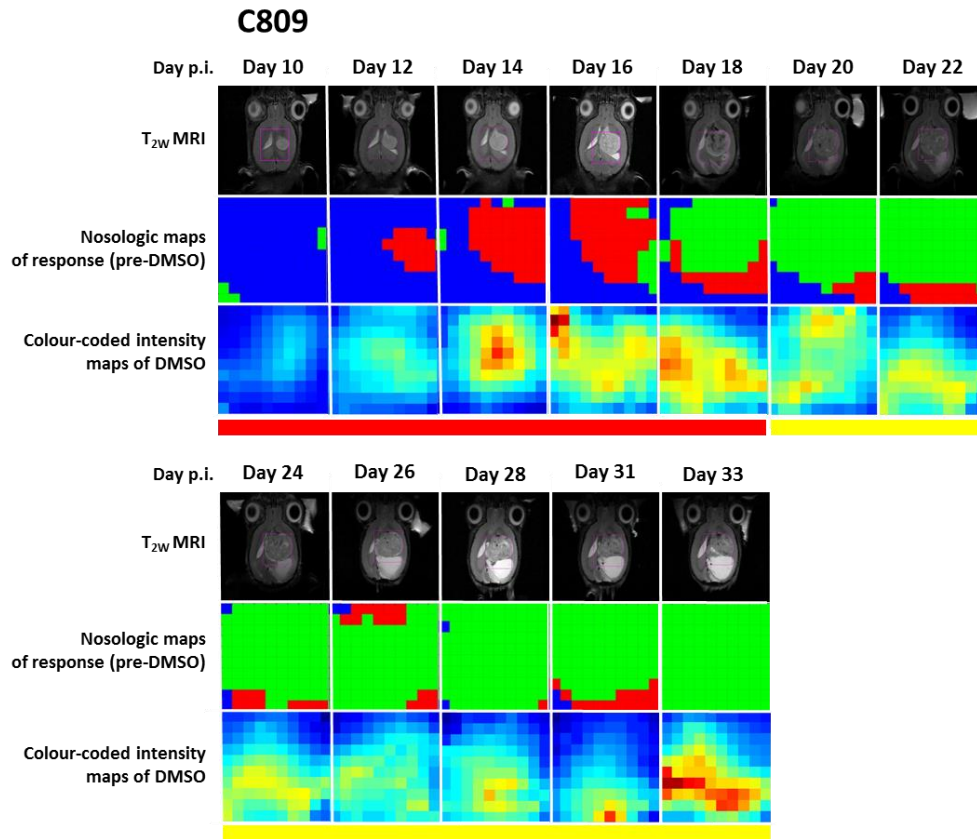 C809
Day p.i. Day 10 Day 12 Day 14 Day 16 Day 18 Day 20 Day 22
T2W MRI
Nosologic maps
of response (pre-DMSO)
Colour-coded intensity
maps of DMSO
Day p.i. Day 24 Day 26 Day 28 Day 31 Day 33
T2W MRI
Nosologic maps
of response (pre-DMSO)
Colour-coded intensity
maps of DMSO